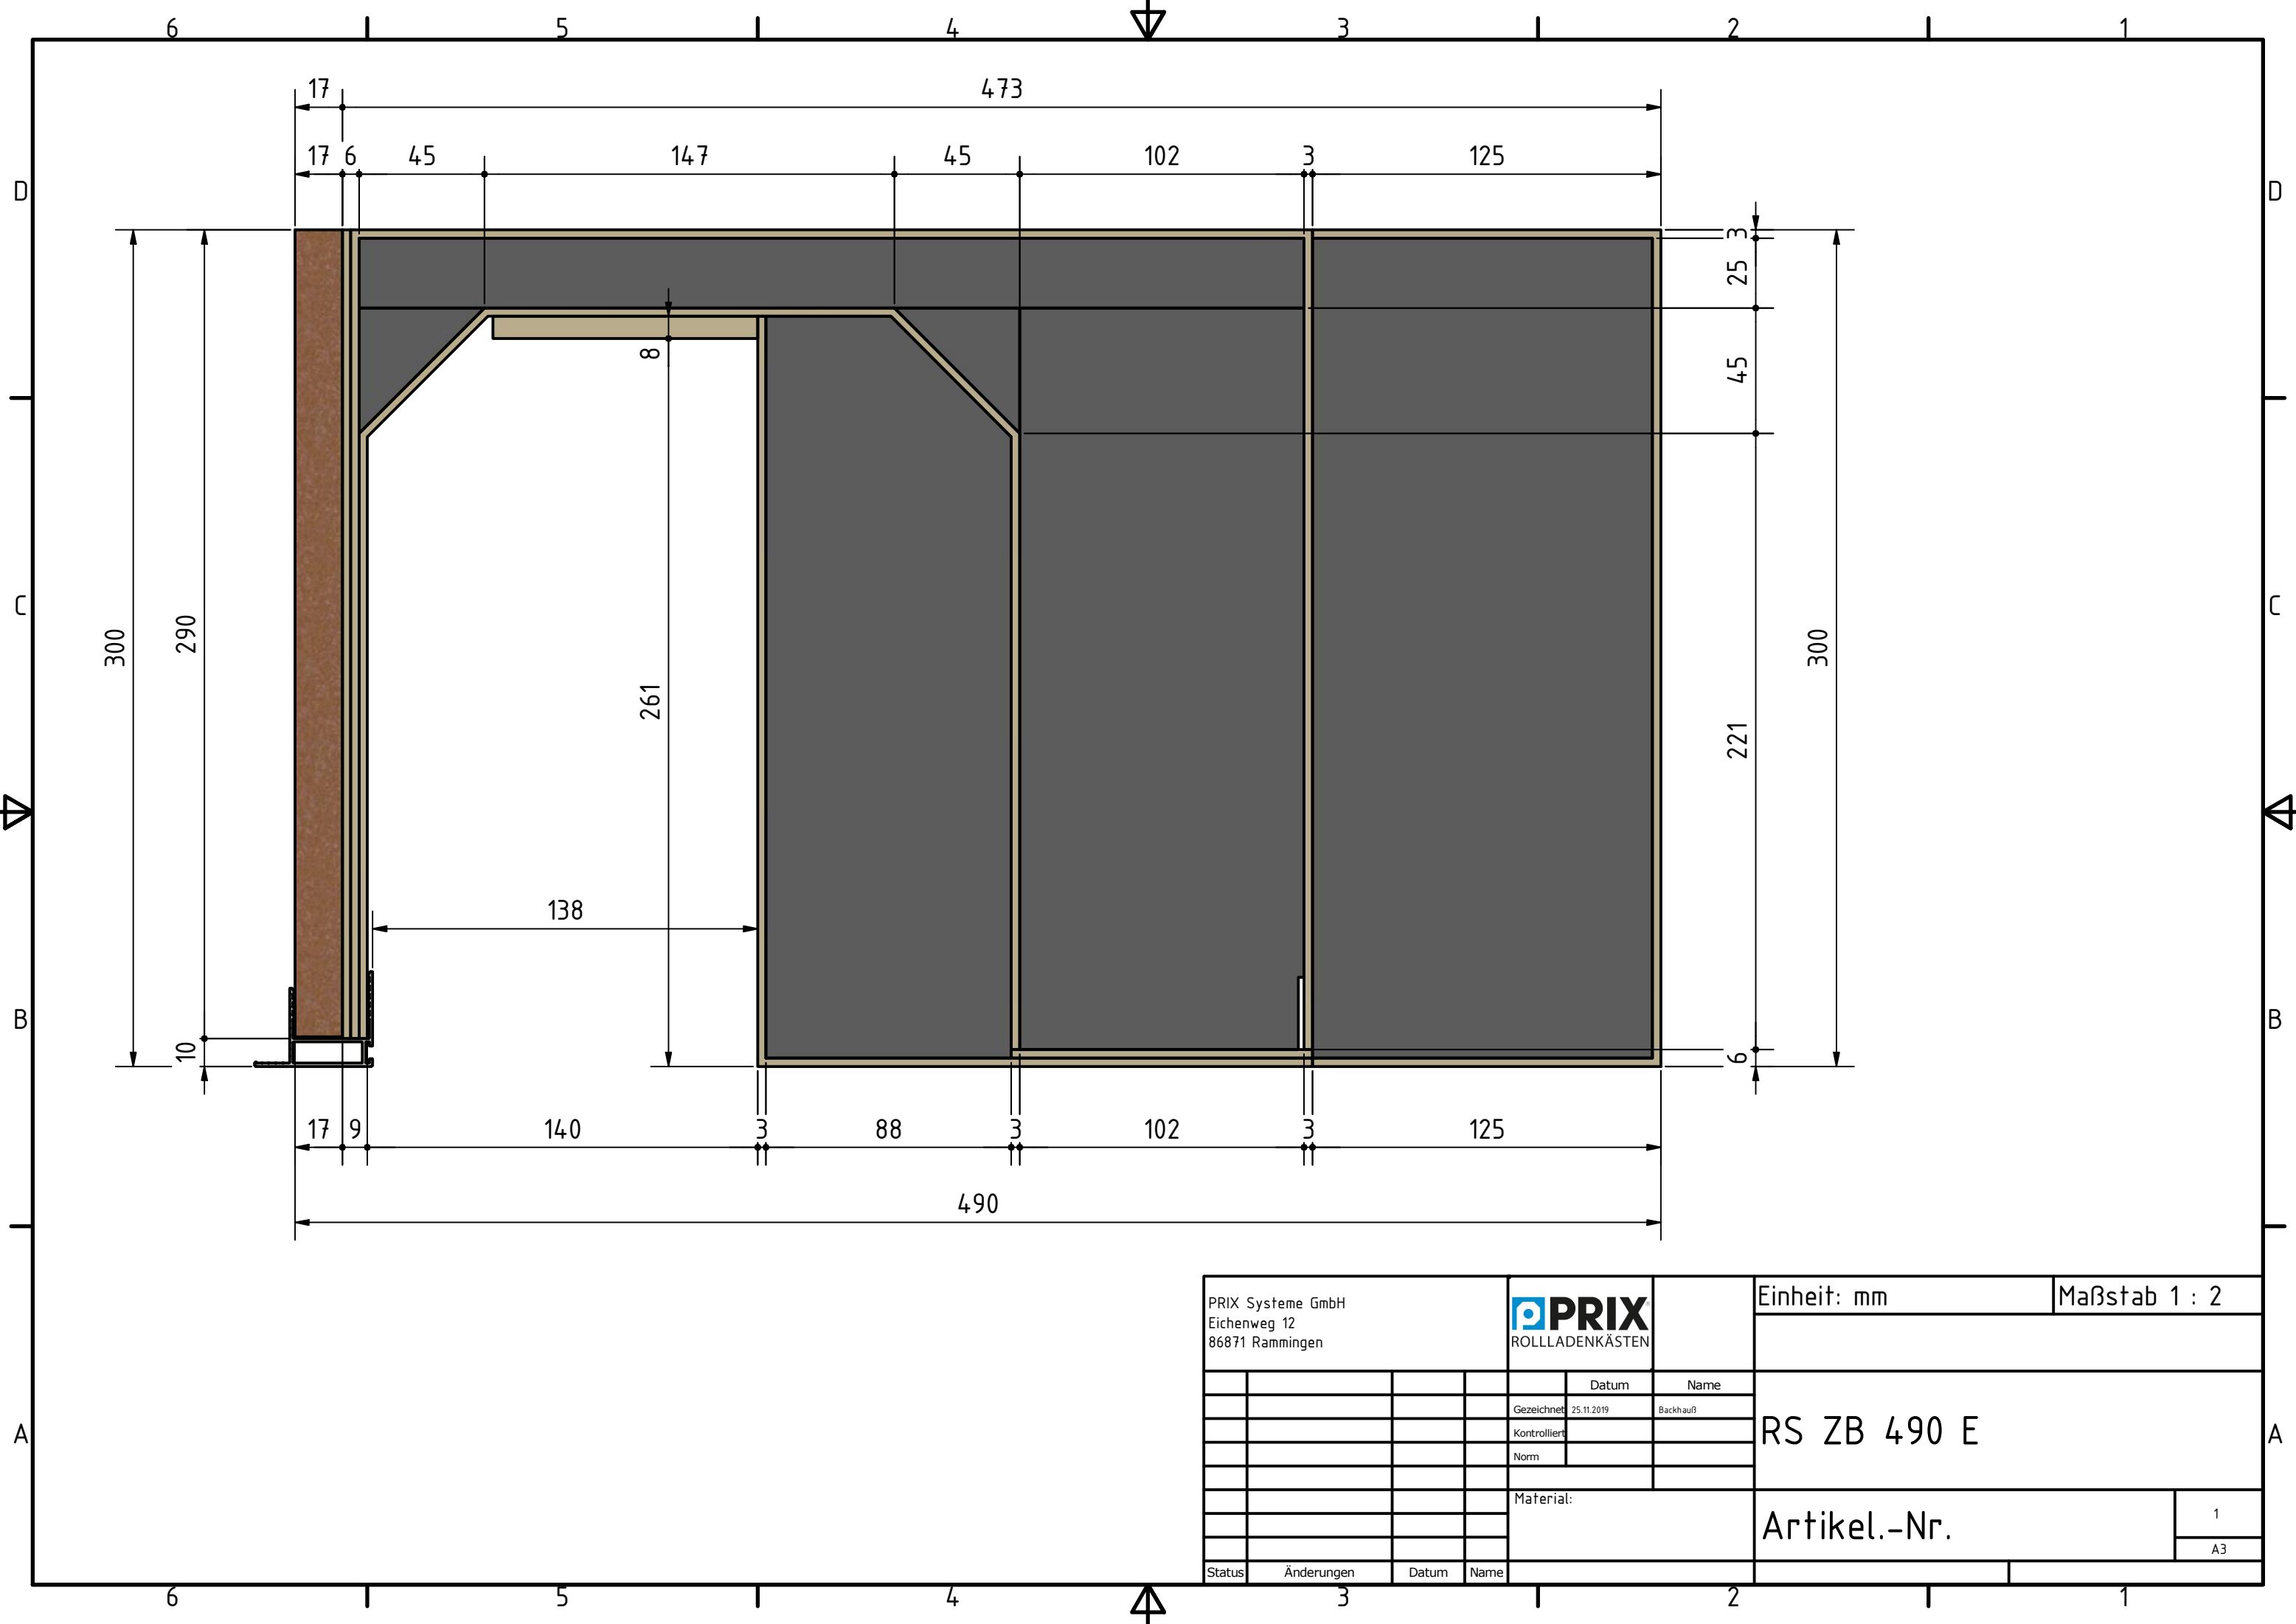 6 5 4 3 2 1
17 473
17 6 45 147 45 102 3 125
D D
3
25
8
45
C C
300 290 300
261
221
138
B B
10 6
17 9 140 3 88 3 102 3 125
490
PRIX Systeme GmbH
Eichenweg 12
86871 Rammingen
PRIX
ROLLLADENKÄSTEN
Einheit: mm
Maßstab 1 : 2
Datum Name
Gezeichnet 25.11.2019 Backhauß
Kontrolliert
Norm
RS ZB 490 E
A A
Material:
Artikel.-Nr.
1
A3
Status Änderungen Datum Name
6 5 4 3 2 1